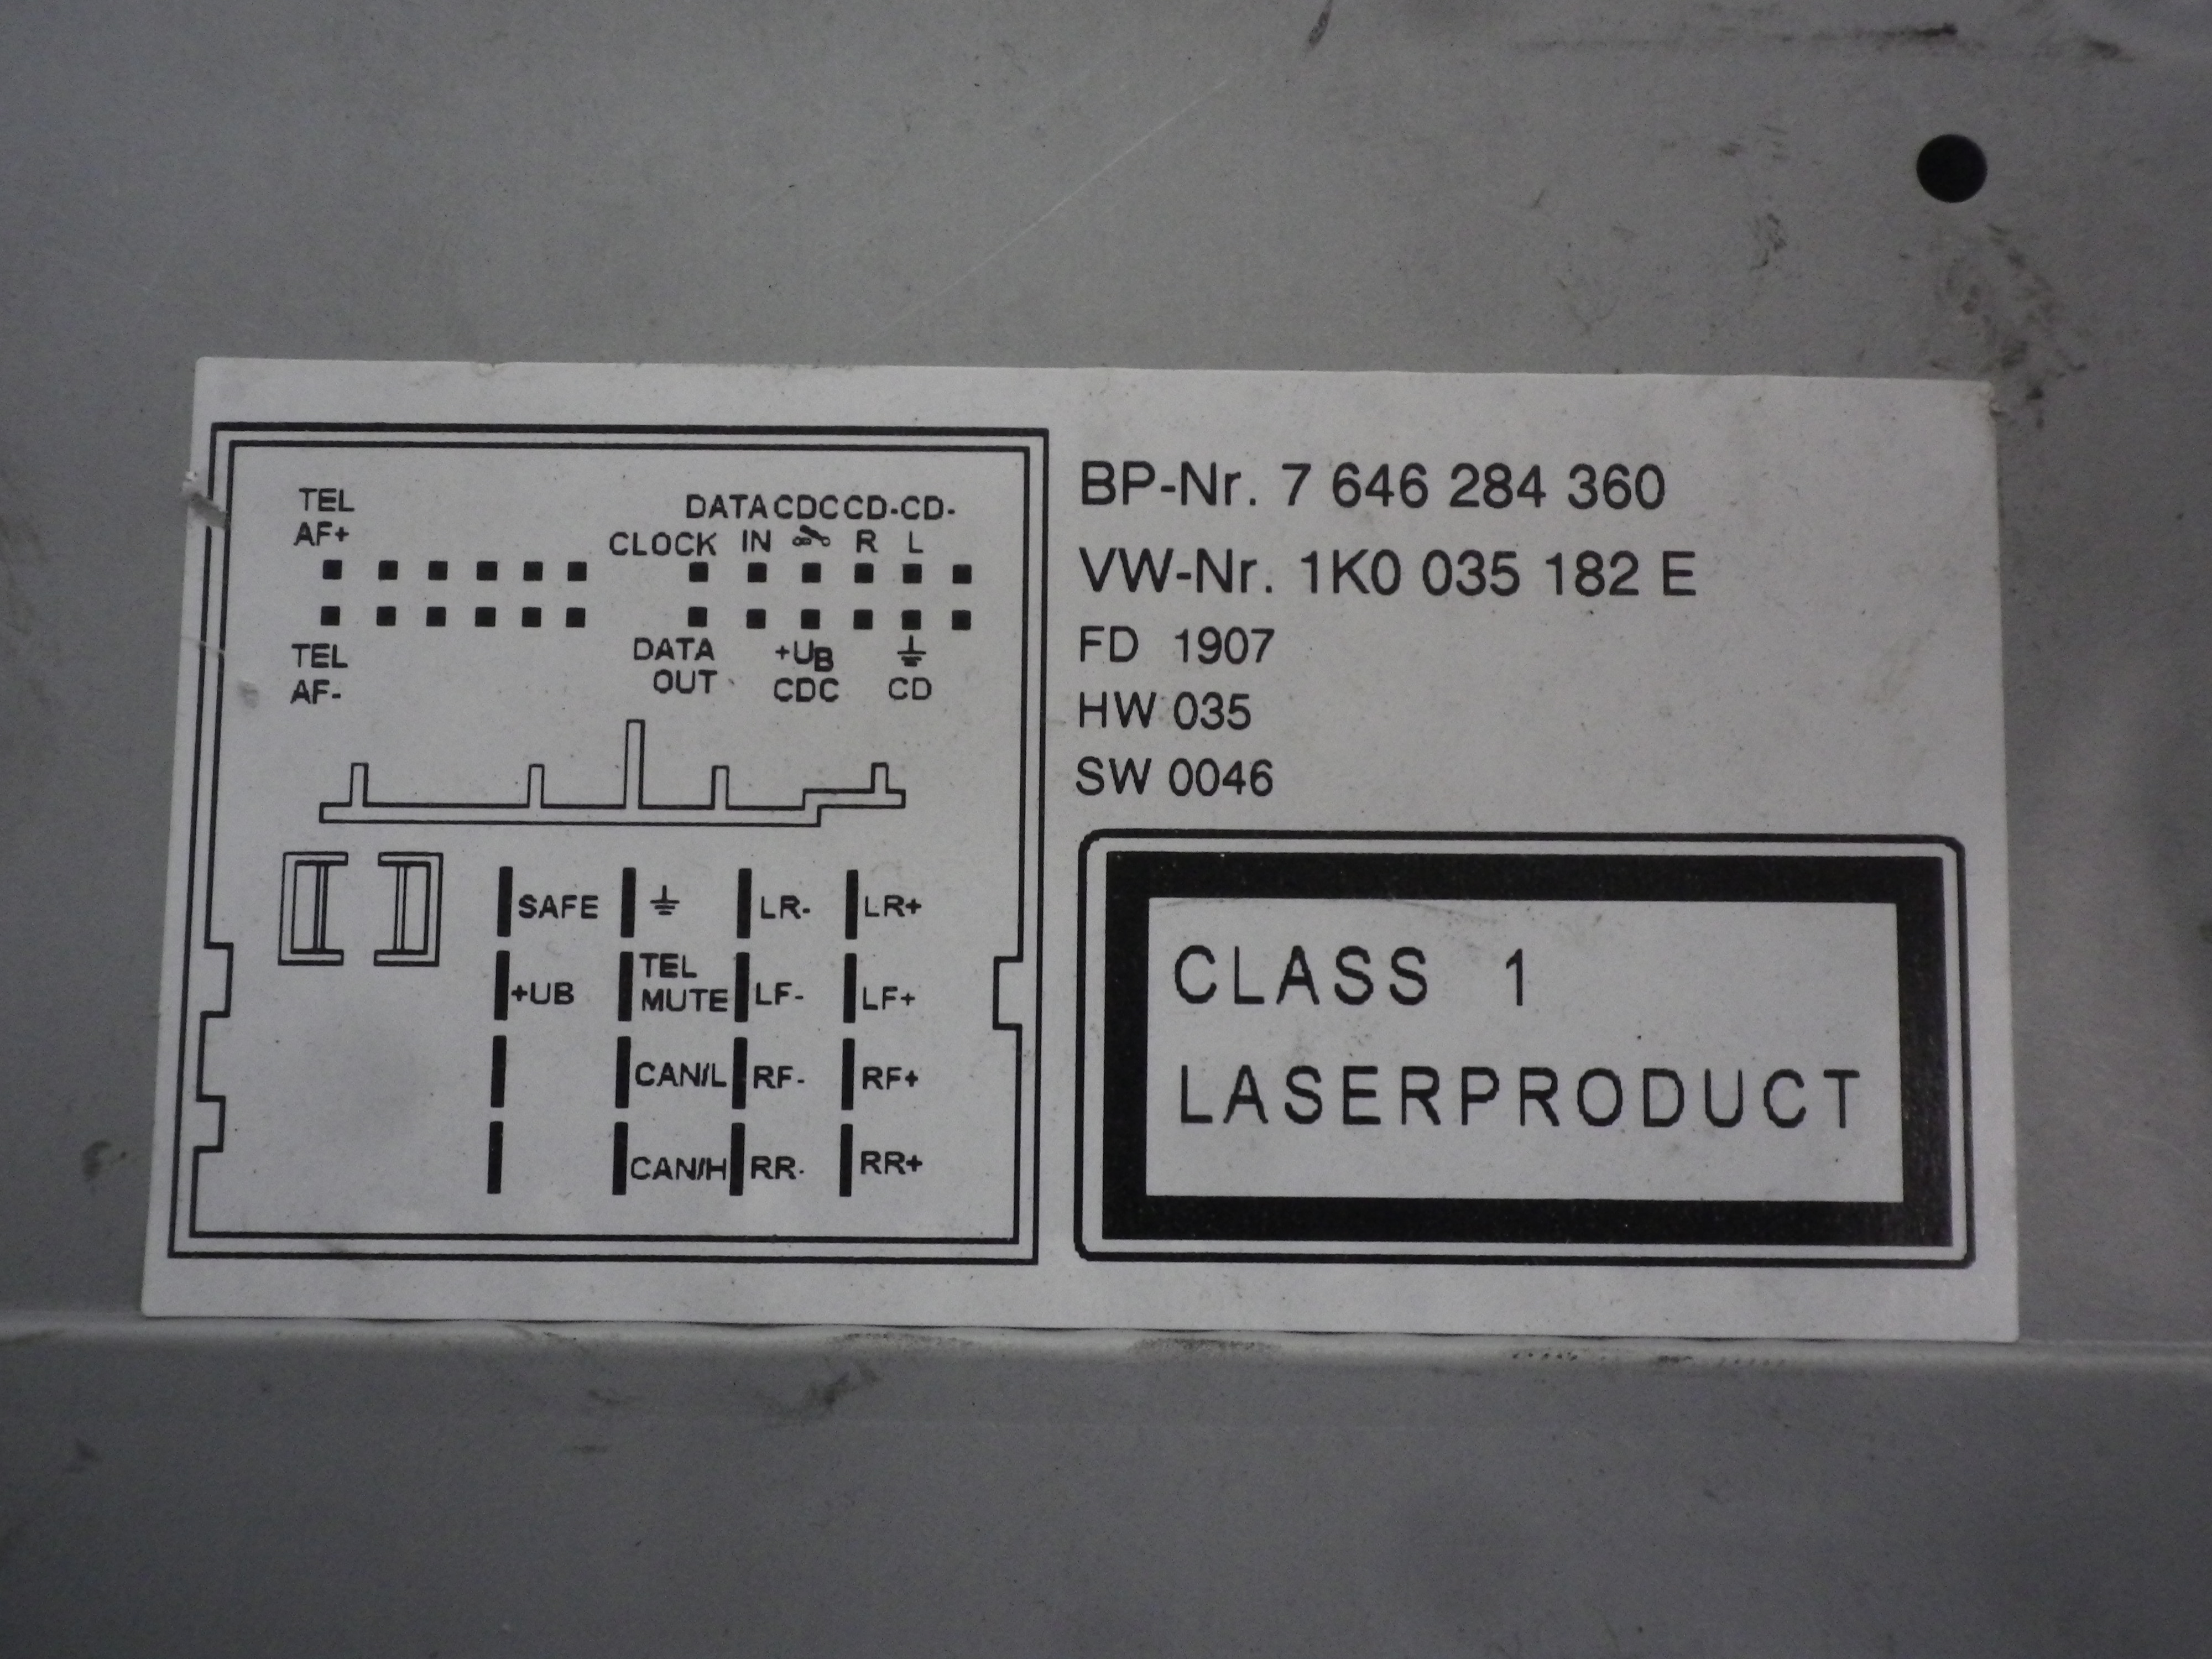 TEL
AF+
DATA CDC CD- CD-
CLOCK IN R L
TEL
AF-
DATA
OUT
+UB
CDC
CD
SAFE LR- LR+
+UB TEL
MUTE LF- LF+
CAN/L RF- RF+
CAN/H RR- RR+
BP-Nr. 7 646 284 360
VW-Nr. 1K0 035 182 E
FD 1907
HW 035
SW 0046
CLASS 1
LASERPRODUCT